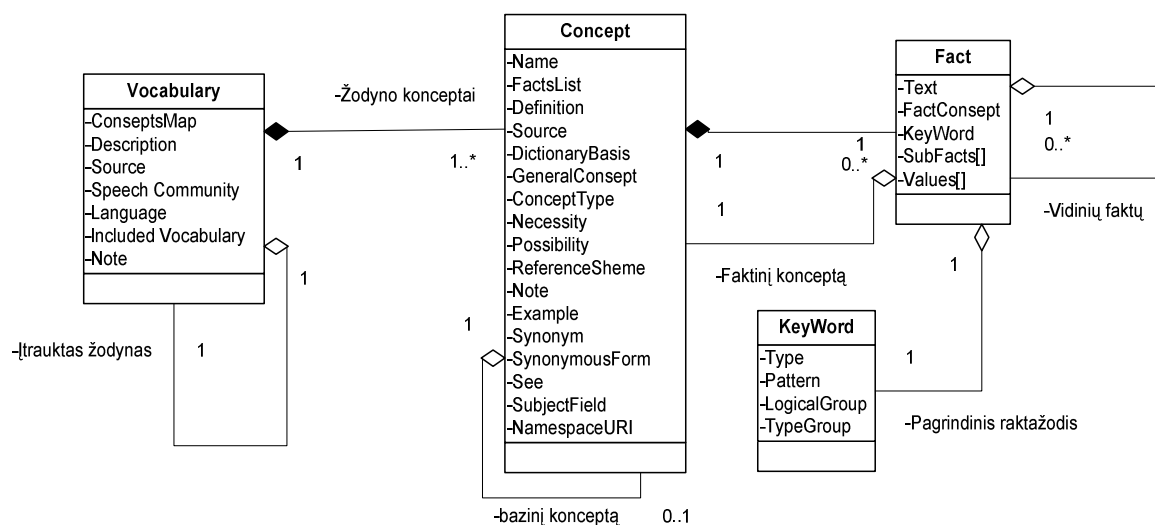 Vocabulary
-ConseptsMap
-Description
-Source
-Speech Community
-Language
-Included Vocabulary
-Note
1
1
1
-Įtrauktas žodynas
-Žodyno konceptai
1..*
Concept
-Name
-FactsList
-Definition
-Source
-DictionaryBasis
-GeneralConsept
-ConceptType
-Necessity
-Possibility
-ReferenceSheme
-Note
-Example
-Synonym
-SynonymousForm
-See
-SubjectField
-NamespaceURI
1
-bazinį konceptą
0..1
1
1
0..*
1
-Faktinį konceptą
Fact
-Text
-FactConsept
-KeyWord
-SubFacts[]
-Values[]
1
0..*
-Vidinių faktų
1
KeyWord
-Type
-Pattern
-LogicalGroup
-TypeGroup
1
-Pagrindinis raktažodis